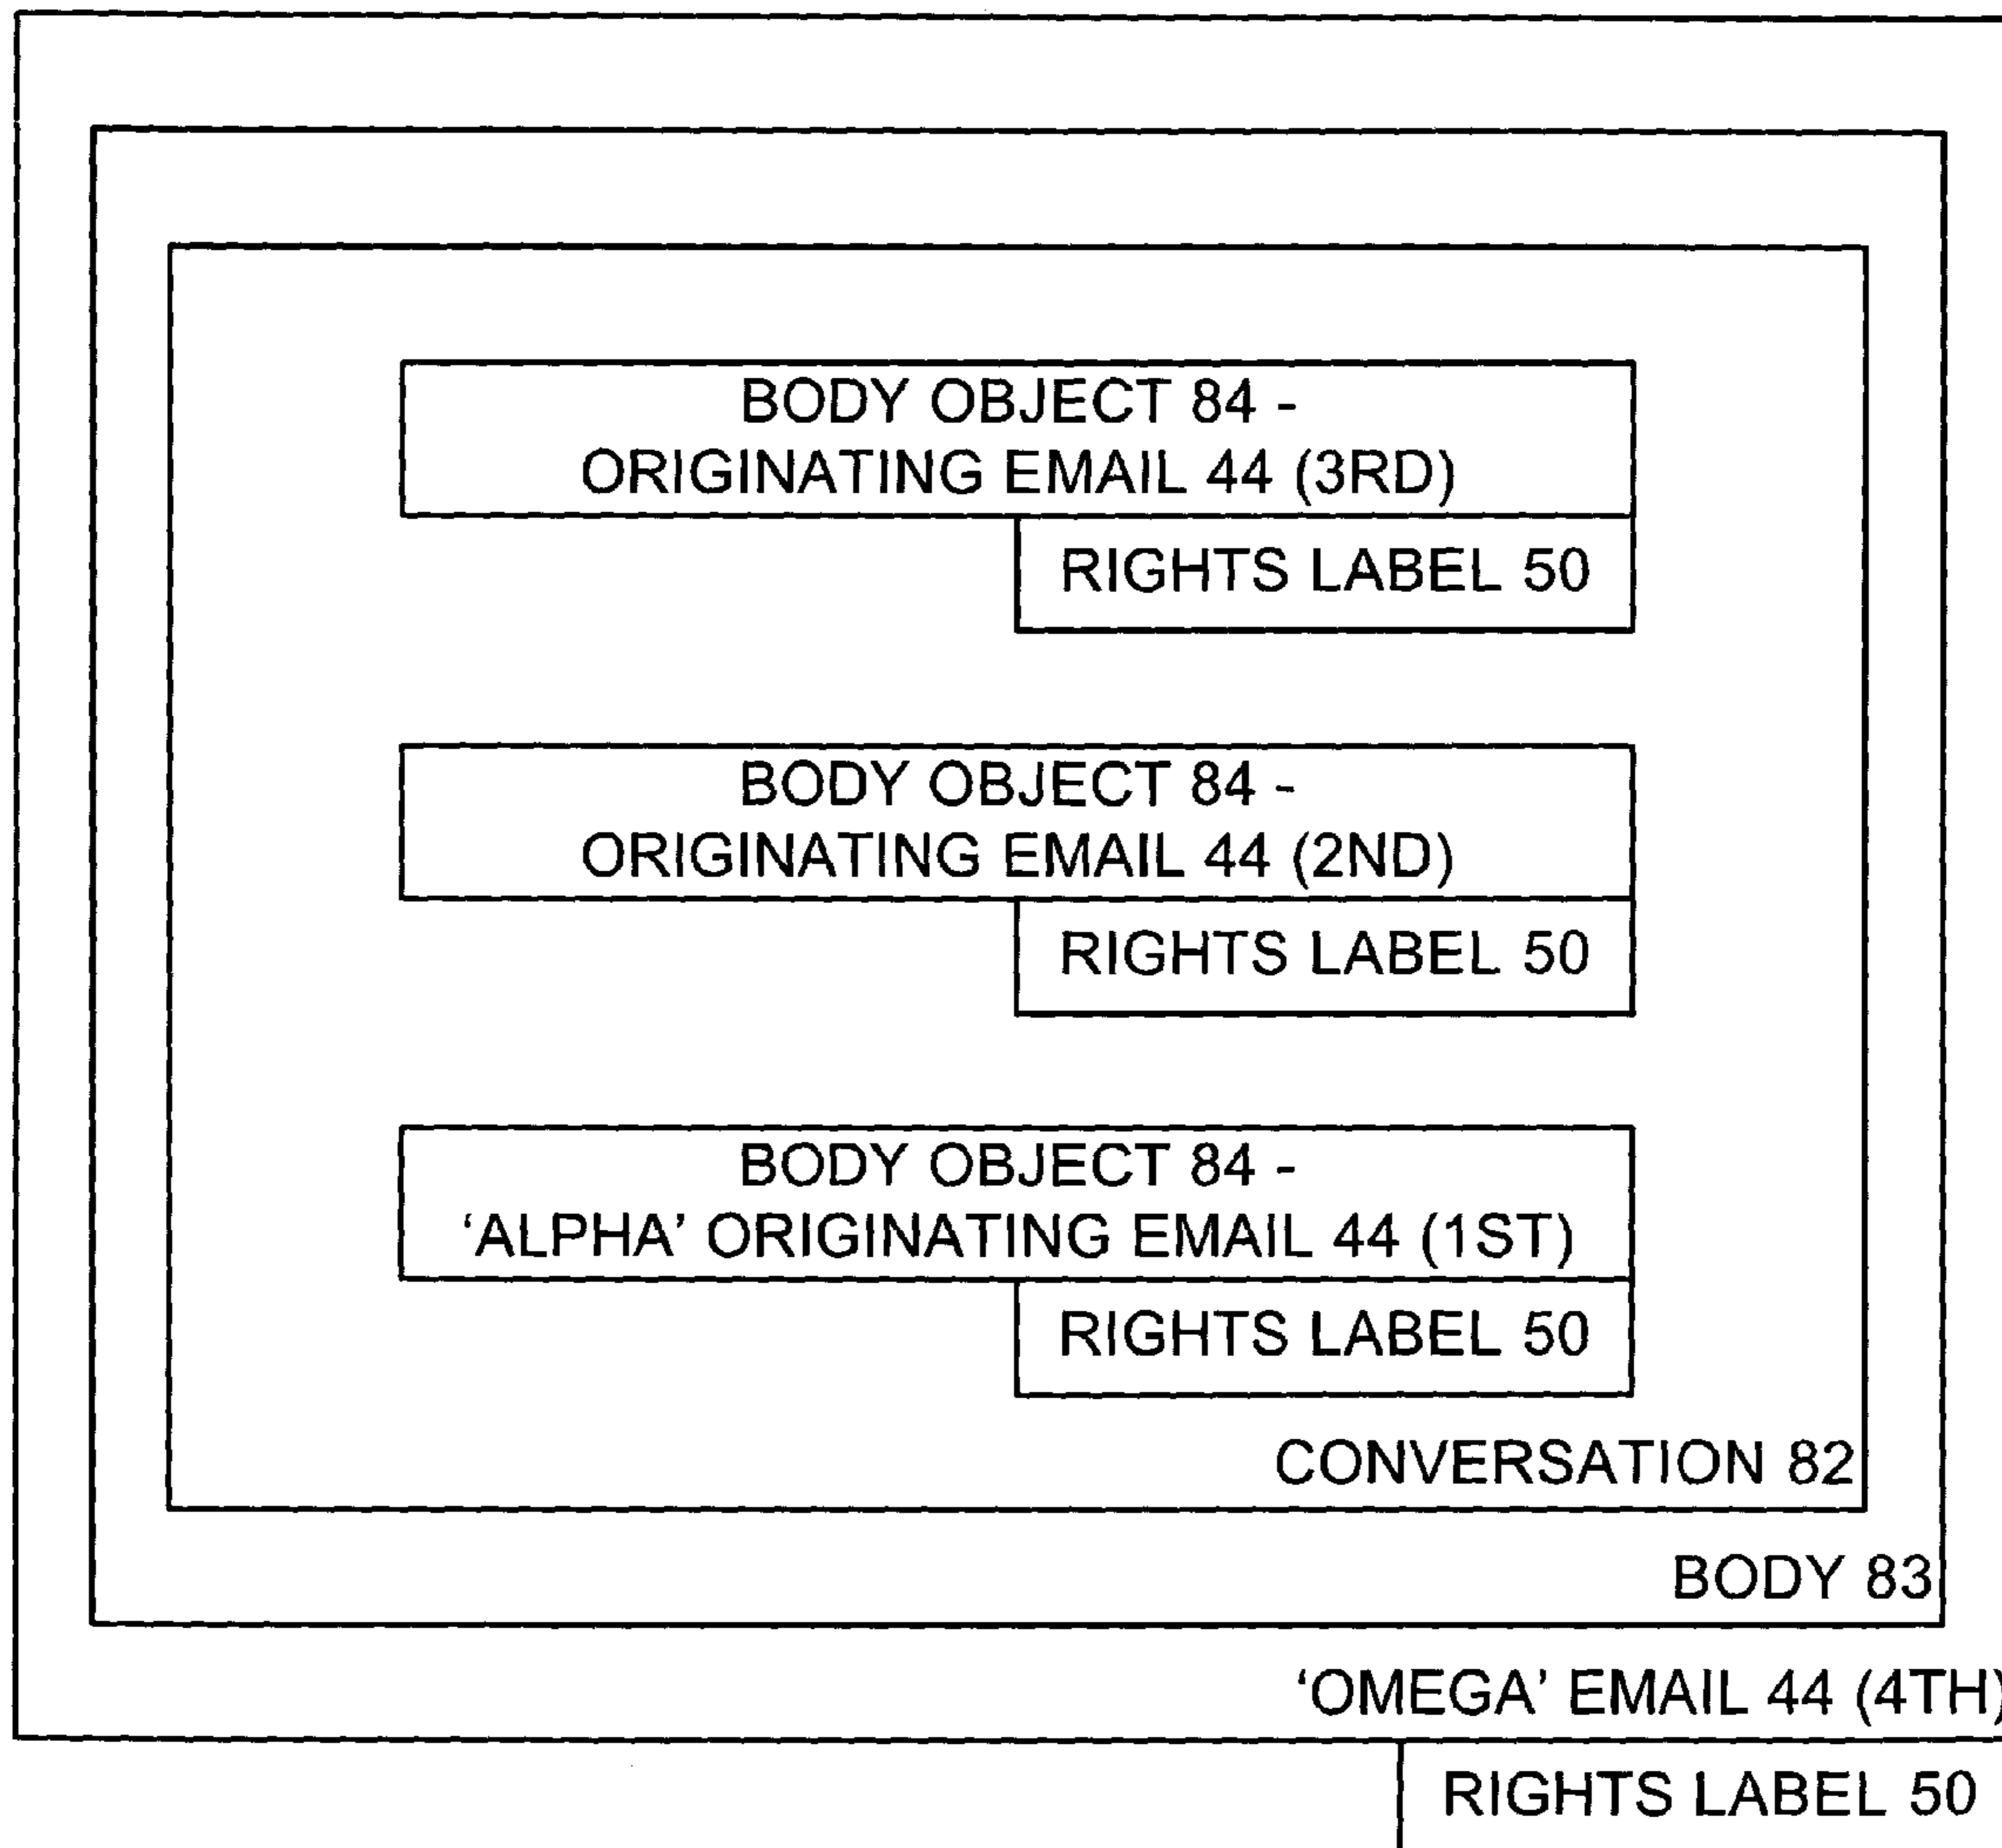 BODY OBJECT 84 -
ORIGINATING EMAIL 44 (3RD)
RIGHTS LABEL 50
BODY OBJECT 84 -
ORIGINATING EMAIL 44 (2ND)
RIGHTS LABEL 50
BODY OBJECT 84 -
‘ALPHA’ ORIGINATING EMAIL 44 (1ST)
RIGHTS LABEL 50
CONVERSATION 82
BODY 83
‘OMEGA’ EMAIL 44 (4TH)
RIGHTS LABEL 50